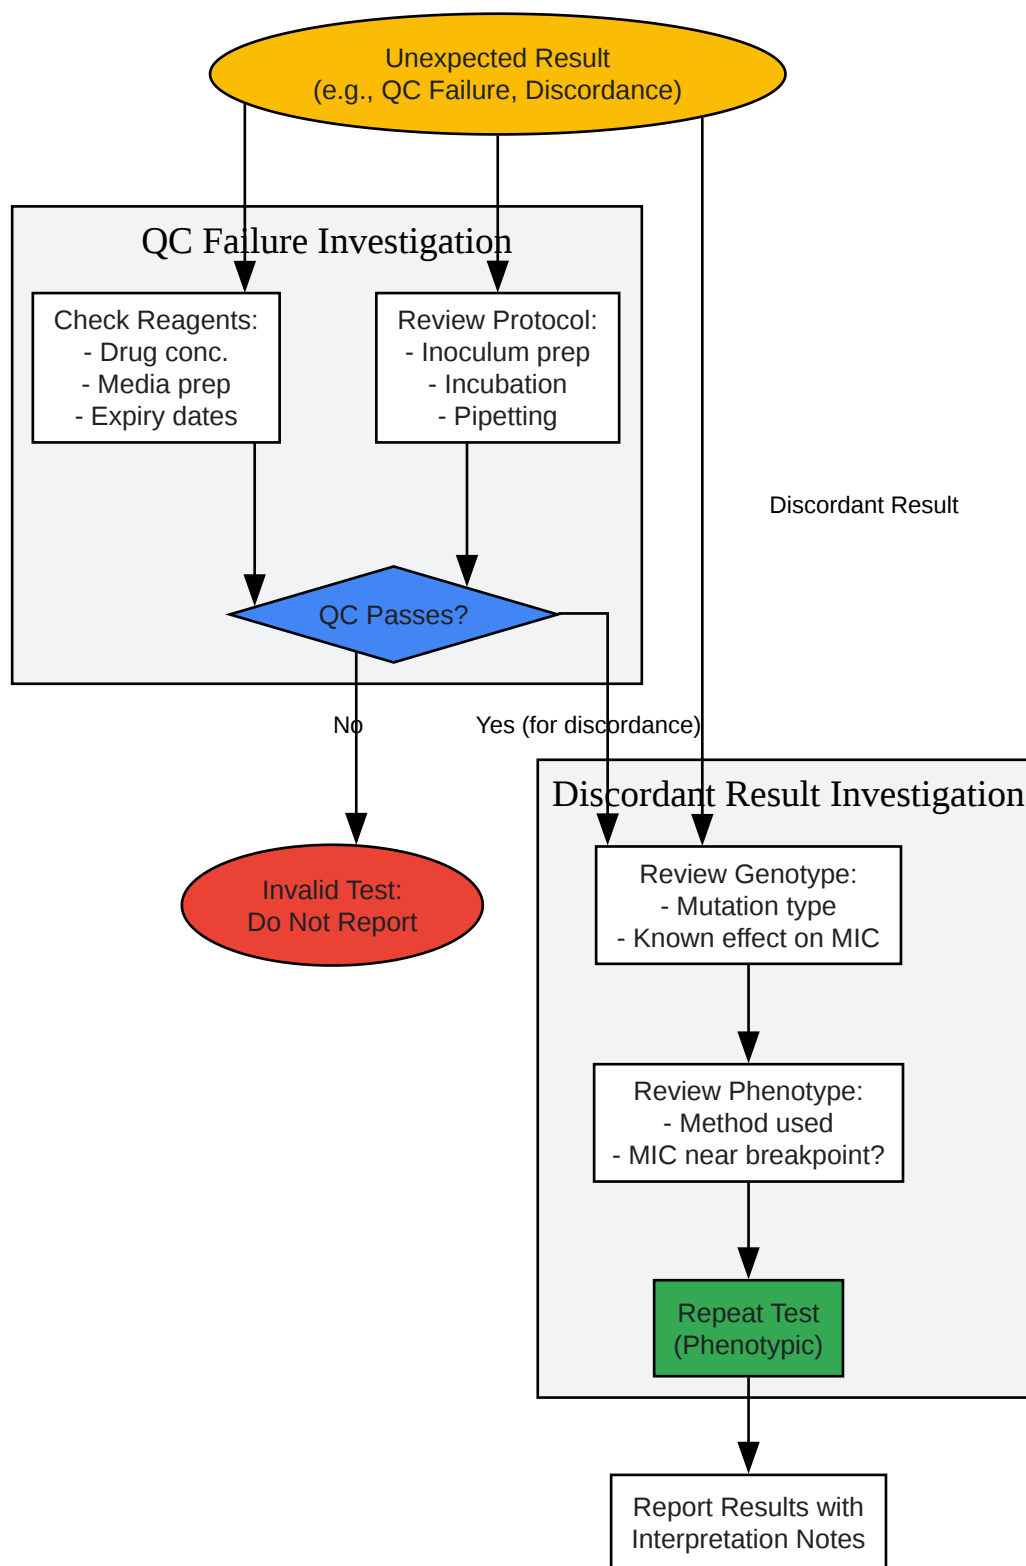 Unexpected Result
(e.g., QC Failure, Discordance)
QC Failure Investigation
Check Reagents:
- Drug conc.
- Media prep
- Expiry dates
Review Protocol:
- Inoculum prep
- Incubation
- Pipetting
Discordant Result
QC Passes?
No
Yes (for discordance)
Discordant Result Investigation
Invalid Test:
Do Not Report
Review Genotype:
- Mutation type
- Known effect on MIC
Review Phenotype:
- Method used
- MIC near breakpoint?
Repeat Test
(Phenotypic)
Report Results with
Interpretation Notes